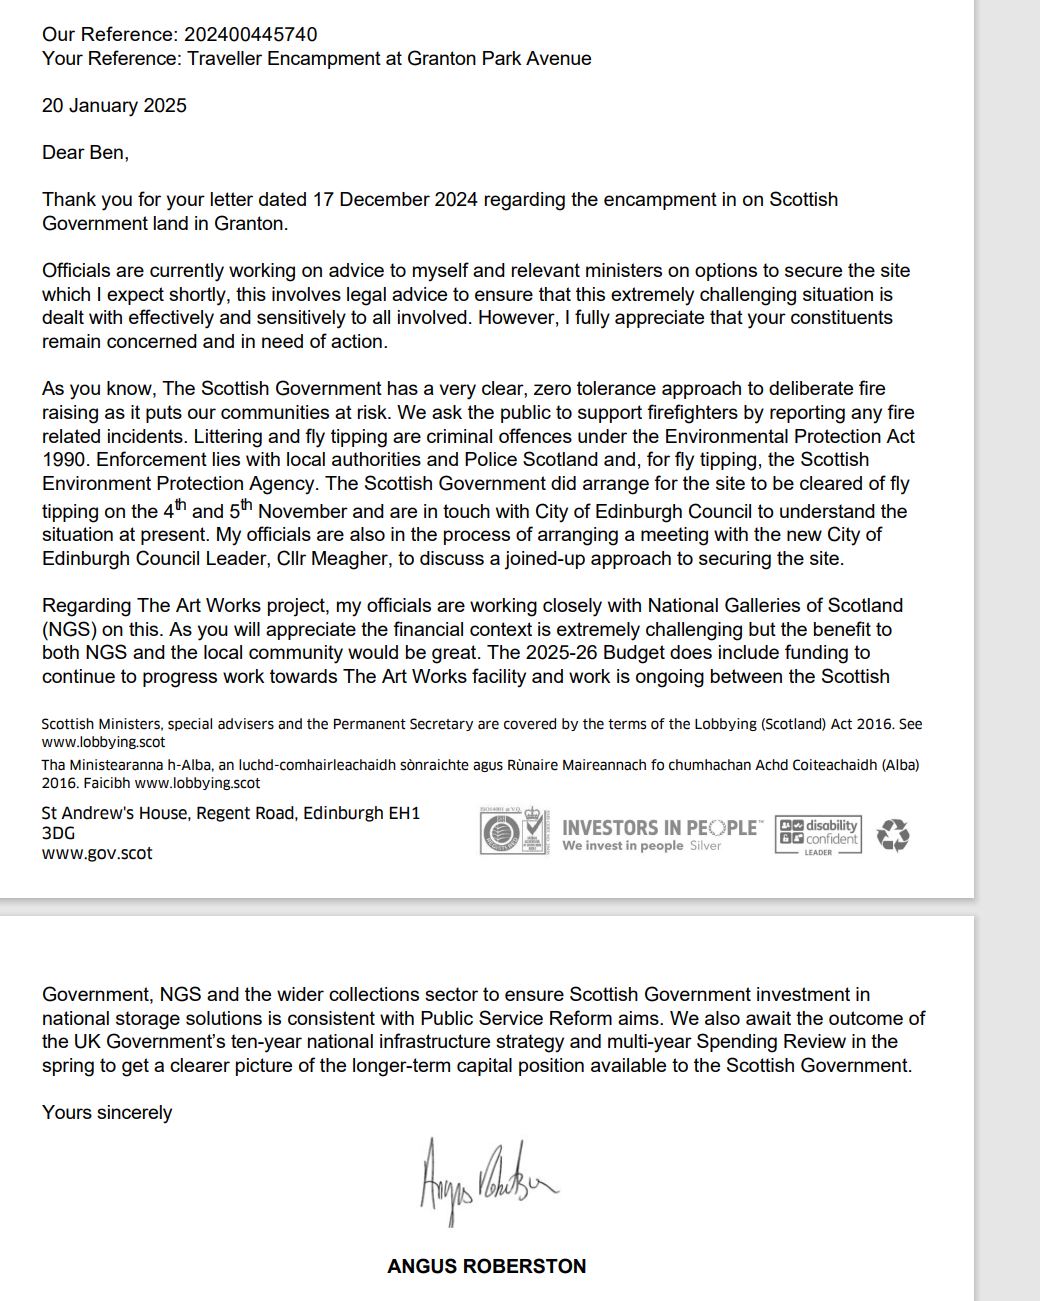 Our Reference: 202400445740
Your Reference: Traveller Encampment at Granton Park Avenue
20 January 2025
Dear Ben,
Thank you for your letter dated 17 December 2024 regarding the encampment in on Scottish
Government land in Granton.
Officials are currently working on advice to myself and relevant ministers on options to secure the site
which I expect shortly, this involves legal advice to ensure that this extremely challenging situation is
dealt with effectively and sensitively to all involved. However, I fully appreciate that your constituents
remain concerned and in need of action.
As you know, The Scottish Government has a very clear, zero tolerance approach to deliberate fire
raising as it puts our communities at risk. We ask the public to support firefighters by reporting any fire
related incidents. Littering and fly tipping are criminal offences under the Environmental Protection Act
1990. Enforcement lies with local authorities and Police Scotland and, for fly tipping, the Scottish
Environment Protection Agency. The Scottish Government did arrange for the site to be cleared of fly
tipping on the 4th and 5th November and are in touch with City of Edinburgh Council to understand the
situation at present. My officials are also in the process of arranging a meeting with the new City of
Edinburgh Council Leader, Cllr Meagher, to discuss a joined-up approach to securing the site.
Regarding The Art Works project, my officials are working closely with National Galleries of Scotland
(NGS) on this. As you will appreciate the financial context is extremely challenging but the benefit to
both NGS and the local community would be great. The 2025-26 Budget does include funding to
continue to progress work towards The Art Works facility and work is ongoing between the Scottish
Scottish Ministers, special advisers and the Permanent Secretary are covered by the terms of the Lobbying (Scotland) Act 2016. See
www.lobbying.scot
Tha Ministearanna h-Alba, an luchd-comhairleachaidh sònraichte agus Rùnaire Maireannach fo chumhachan Achd Coiteachaidh (Alba)
2016. Faicibh www.lobbying.scot
St Andrew's House, Regent Road, Edinburgh EH1
3DG
www.gov.scot
INVESTORS IN PEOPLE™
We invest in people Silver
disability
confident
LEADER
Government, NGS and the wider collections sector to ensure Scottish Government investment in
national storage solutions is consistent with Public Service Reform aims. We also await the outcome of
the UK Government's ten-year national infrastructure strategy and multi-year Spending Review in the
spring to get a clearer picture of the longer-term capital position available to the Scottish Government.
Yours sincerely
ANGUS ROBERSTON